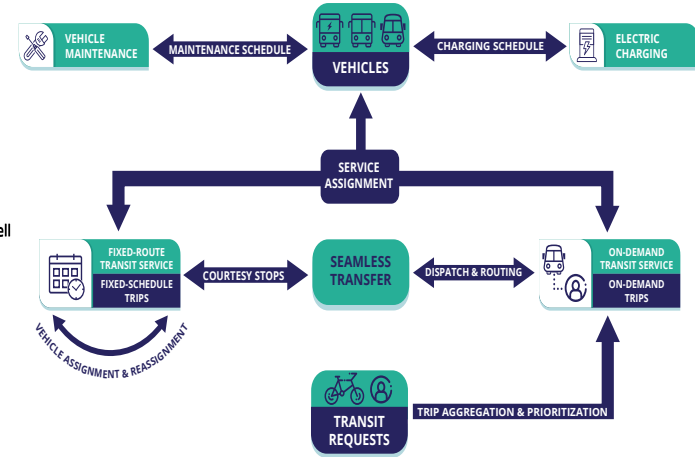 VEHICLE
MAINTENANCE
MAINTENANCE SCHEDULE
VEHICLES
CHARGING SCHEDULE
ELECTRIC
CHARGING
SERVICE
ASSIGNMENT
ell
FIXED-ROUTE
TRANSIT SERVICE
FIXED-SCHEDULE
TRIPS
COURTESY STOPS
SEAMLESS
TRANSFER
DISPATCH & ROUTING
ON-DEMAND
TRANSIT SERVICE
ON-DEMAND
TRIPS
VEHICLE ASSIGNMENT & REASSIGNMENT
TRANSIT
REQUESTS
TRIP AGGREGATION & PRIORITIZATION